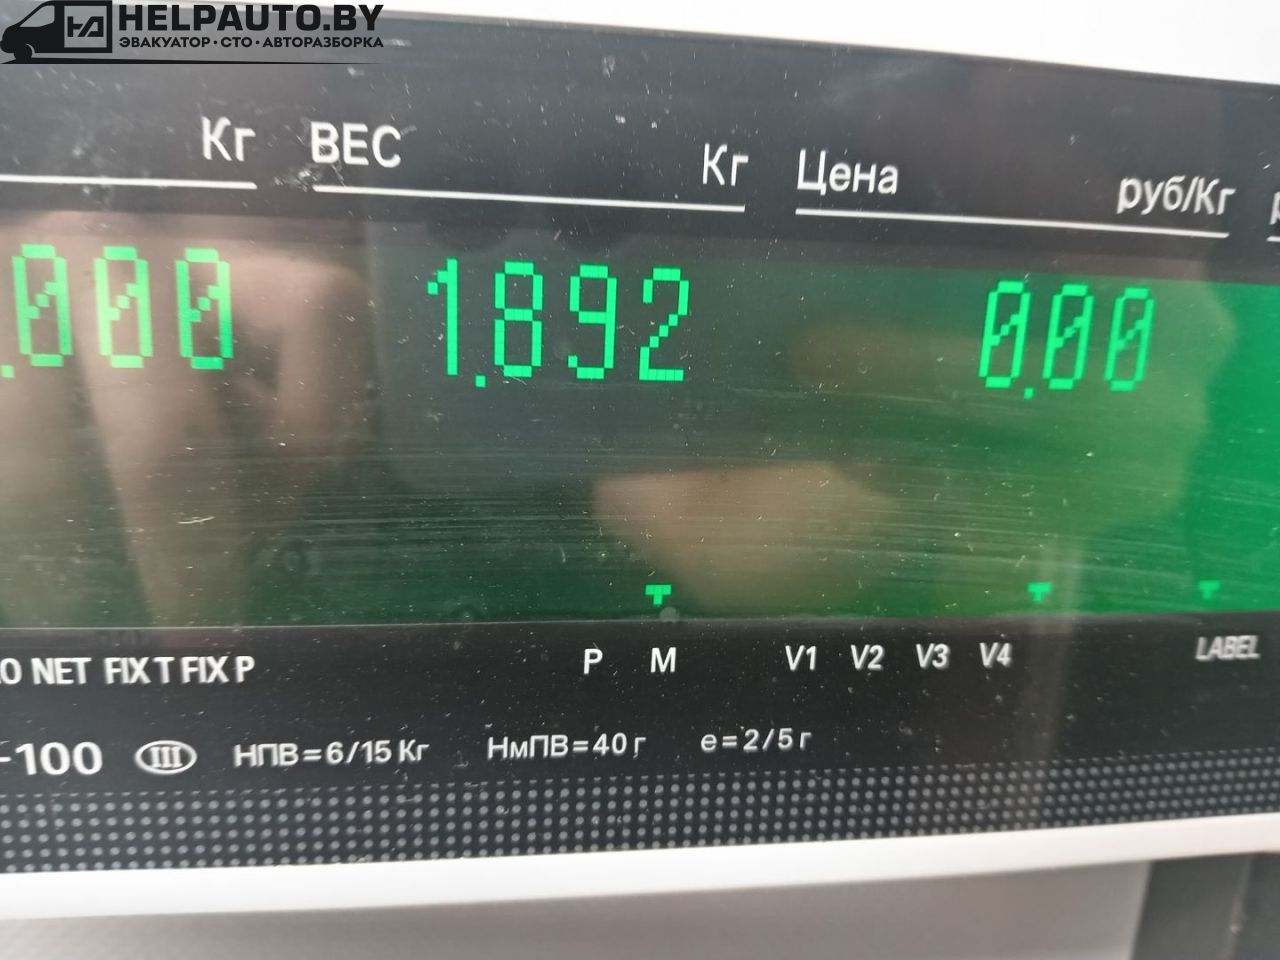 HELPAUTO.BY
ЭВАКУАТОР·СТО·АВТОРАЗБОРКА
Кг ВЕС Кг Цена руб/Кг
.000 1.892 0.00
NET FIX T FIX P P M V1 V2 V3 V4 LABEL
-100 III НПВ=6/15 Кг НмПВ=40 г e=2/5 г